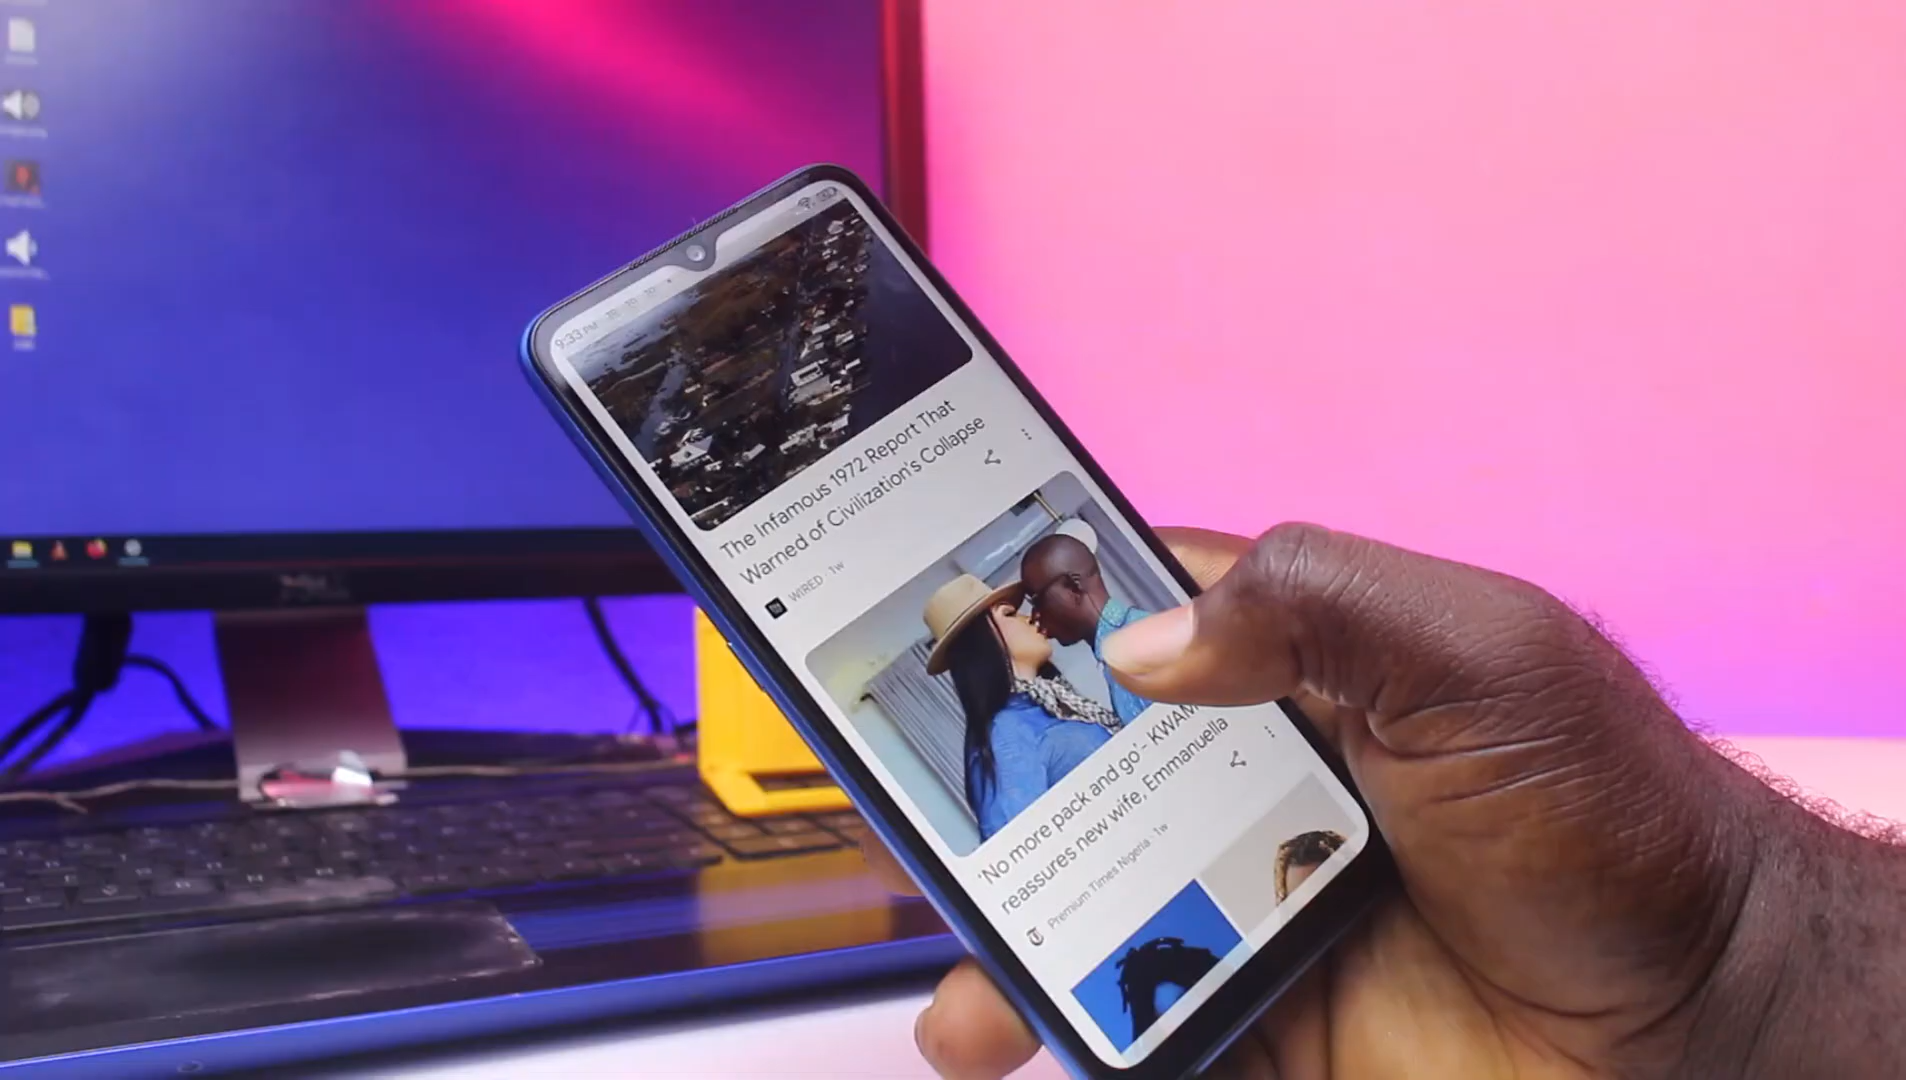 9:33 PM
The Infamous 1972 Report That
Warned of Civilization's Collapse
WIRED · 1w
'No more pack and go'- KWAM
reassures new wife, Emmanuella
Premium Times Nigeria · 1w